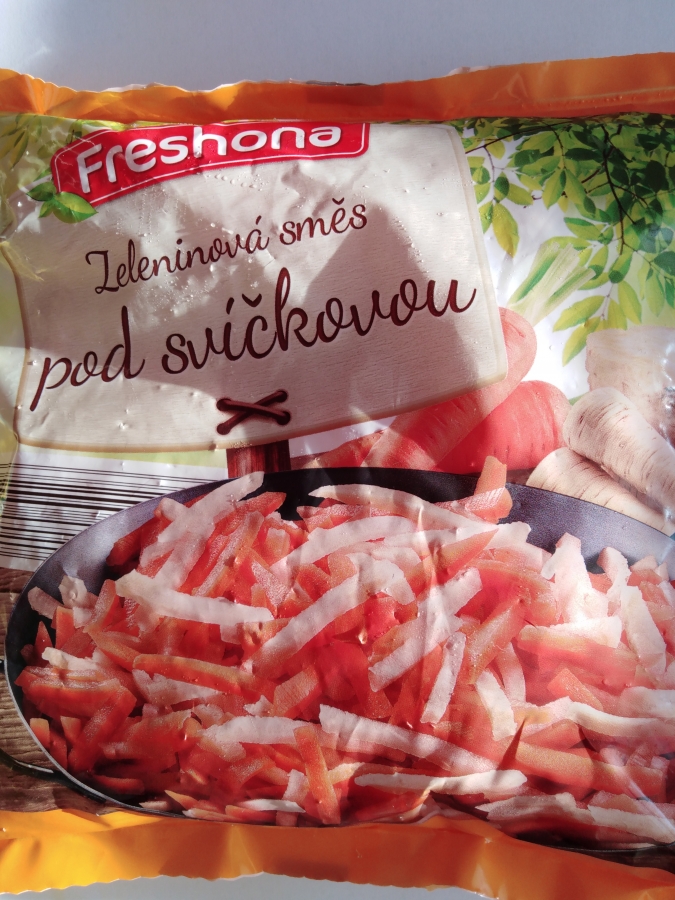 Freshona
Zeleninová směs
pod svíčkovou